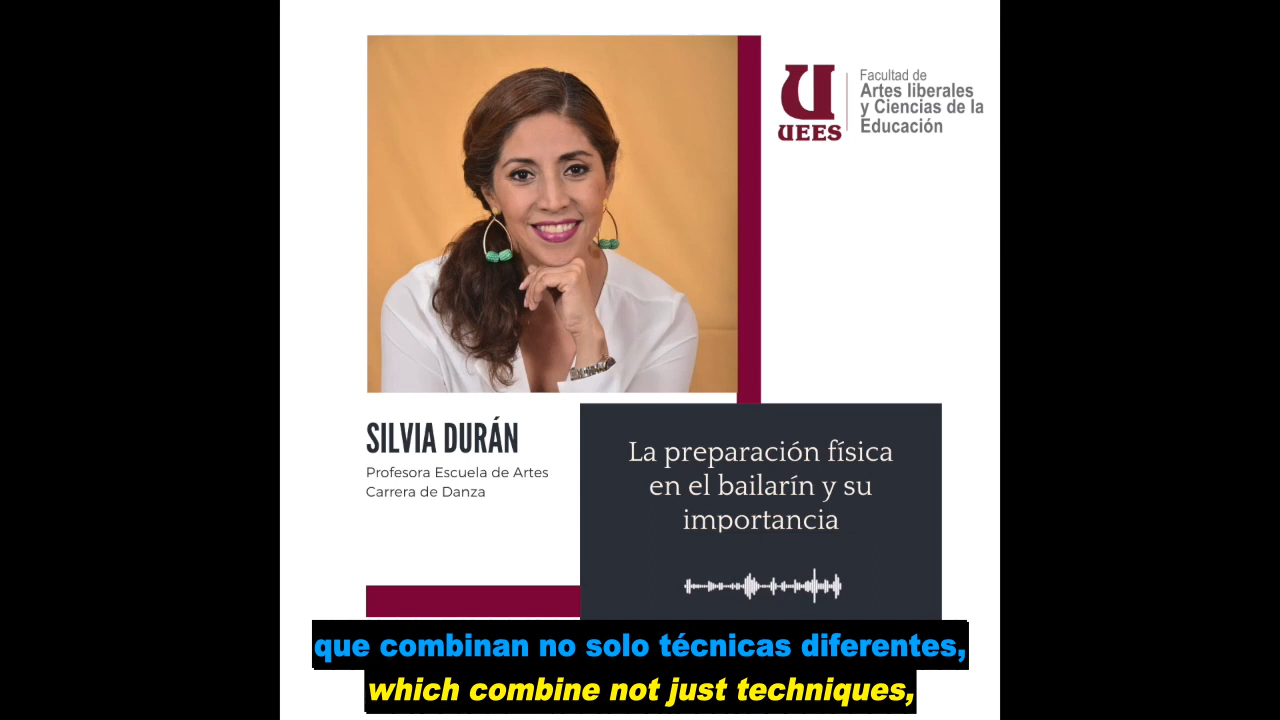 UEES
Facultad de
Artes liberales
y Ciencias de la
Educación
SILVIA DURÁN
Profesora Escuela de Artes
Carrera de Danza
La preparación física
en el bailarín y su
importancia
que combinan no solo técnicas diferentes,
which combine not just techniques,